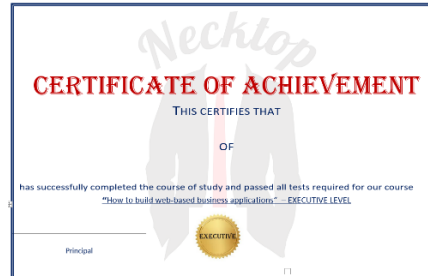 Necktop
CERTIFICATE OF ACHIEVEMENT
THIS CERTIFIES THAT
OF
has successfully completed the course of study and passed all tests required for our course
"How to build web-based business applications" – EXECUTIVE LEVEL
EXECUTIVE
Principal